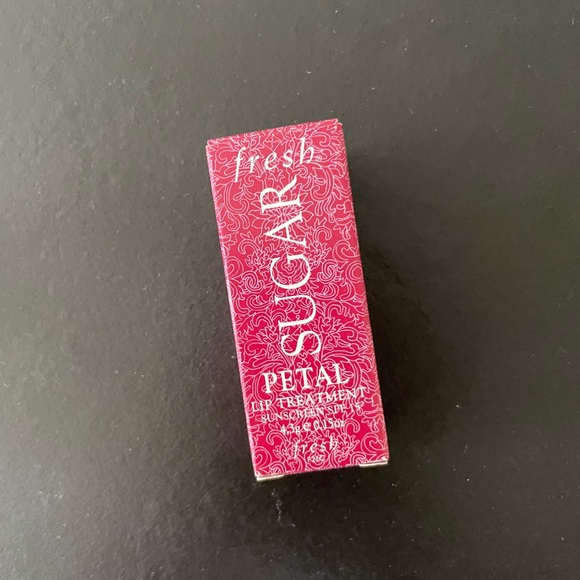 fresh
SUGAR
PETAL
LIP TREATMENT
SUNSCREEN SPF 15
4.3g e 0.15oz
fresh